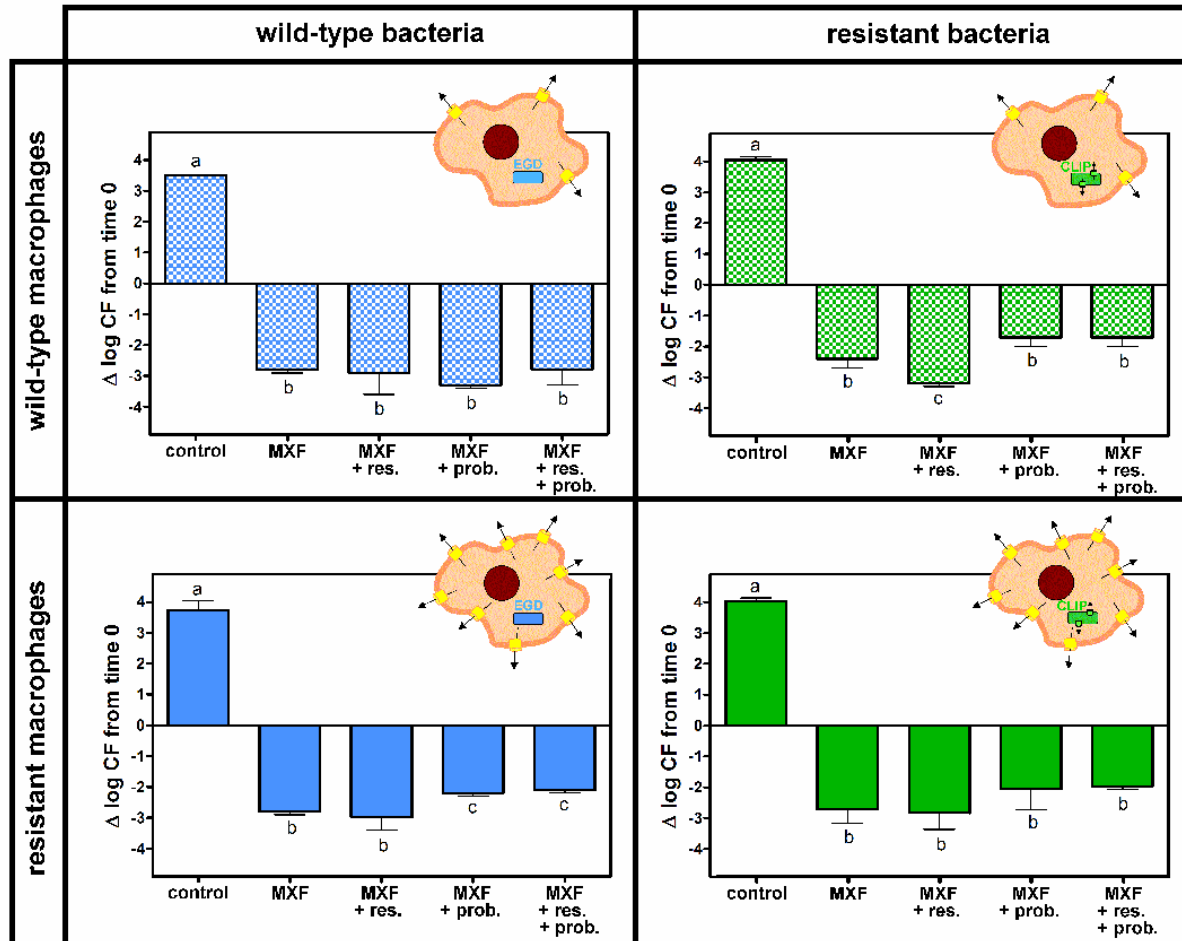 wild-type bacteria
resistant bacteria
wild-type macrophages
Δ log CF from time 0
4
3
2
1
0
-1
-2
-3
-4
a
b
b
b
b
EGD
control
MXF
MXF
+ res.
MXF
+ prob.
MXF
+ res.
+ prob.
Δ log CF from time 0
4
3
2
1
0
-1
-2
-3
-4
a
b
c
b
b
CLIP
control
MXF
MXF
+ res.
MXF
+ prob.
MXF
+ res.
+ prob.
resistant macrophages
Δ log CF from time 0
4
3
2
1
0
-1
-2
-3
-4
a
b
b
c
c
EGD
control
MXF
MXF
+ res.
MXF
+ prob.
MXF
+ res.
+ prob.
Δ log CF from time 0
4
3
2
1
0
-1
-2
-3
-4
a
b
b
b
b
CLIP
control
MXF
MXF
+ res.
MXF
+ prob.
MXF
+ res.
+ prob.